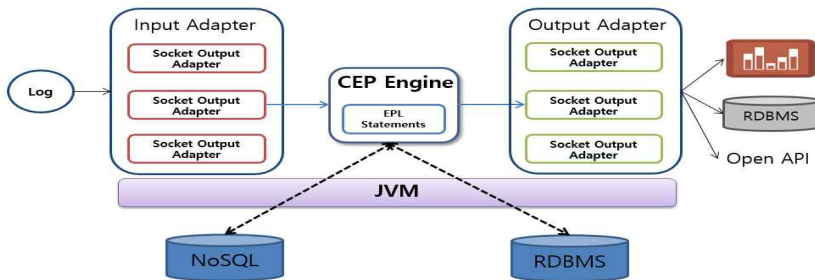 Log
Input Adapter
Socket Output
Adapter
Socket Output
Adapter
Socket Output
Adapter
CEP Engine
EPL
Statements
Output Adapter
Socket Output
Adapter
Socket Output
Adapter
Socket Output
Adapter
RDBMS
Open API
JVM
NoSQL
RDBMS